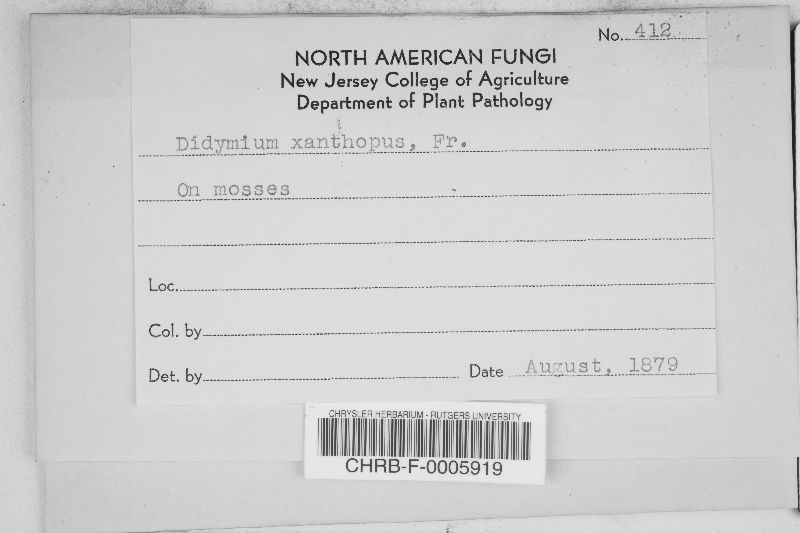 No. 412
NORTH AMERICAN FUNGI
New Jersey College of Agriculture
Department of Plant Pathology
Didymium xanthopus, Fr.
On mosses
Loc.
Col. by
Det. by Date August, 1879
CHRYSLER HERBARIUM - RUTGERS UNIVERSITY
CHRB-F-0005919